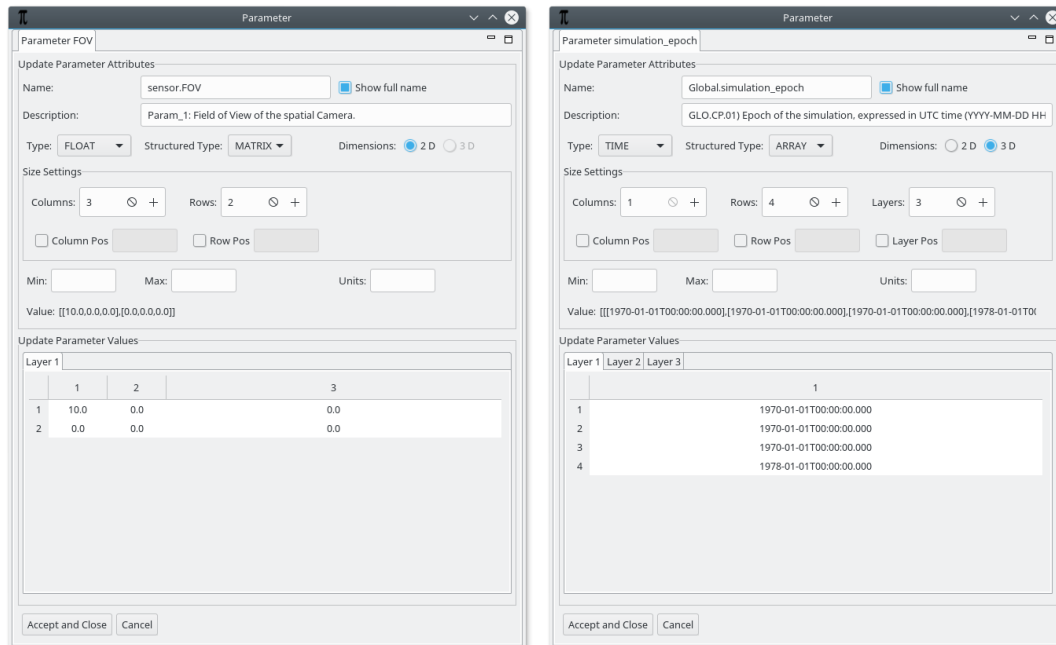 Parameter
Parameter FOV
Update Parameter Attributes
Name: sensor.FOV Show full name
Description: Param_1: Field of View of the spatial Camera.
Type: FLOAT Structured Type: MATRIX Dimensions: 2 D 3 D
Size Settings
Columns: 3 Rows: 2
Column Pos Row Pos
Min: Max: Units:
Value: [[10.0,0.0,0.0],[0.0,0.0,0.0]]
Update Parameter Values
Layer 1
1 2 3
1 10.0 0.0 0.0
2 0.0 0.0 0.0
Accept and Close Cancel
Parameter
Parameter simulation_epoch
Update Parameter Attributes
Name: Global.simulation_epoch Show full name
Description: GLO.CP.01) Epoch of the simulation, expressed in UTC time (YYYY-MM-DD HH
Type: TIME Structured Type: ARRAY Dimensions: 2 D 3 D
Size Settings
Columns: 1 Rows: 4 Layers: 3
Column Pos Row Pos Layer Pos
Min: Max: Units:
Value: [[[1970-01-01T00:00:00.000],[1970-01-01T00:00:00.000],[1970-01-01T00:00:00.000],[1978-01-01T0(
Update Parameter Values
Layer 1 Layer 2 Layer 3
1
1 1970-01-01T00:00:00.000
2 1970-01-01T00:00:00.000
3 1970-01-01T00:00:00.000
4 1978-01-01T00:00:00.000
Accept and Close Cancel